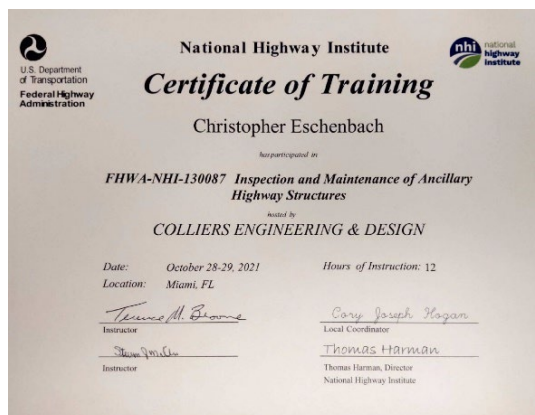 U.S. Department
of Transportation
Federal Highway
Administration
National Highway Institute
nhi national
highway
institute
Certificate of Training
Christopher Eschenbach
has participated in
FHWA-NHI-130087 Inspection and Maintenance of Ancillary
Highway Structures
hosted by
COLLIERS ENGINEERING & DESIGN
Date: October 28-29, 2021
Hours of Instruction: 12
Location: Miami, FL
Terence M. Browne
Instructor
Cory Joseph Hogan
Local Coordinator
Instructor
Thomas Harman
Thomas Harman, Director
National Highway Institute